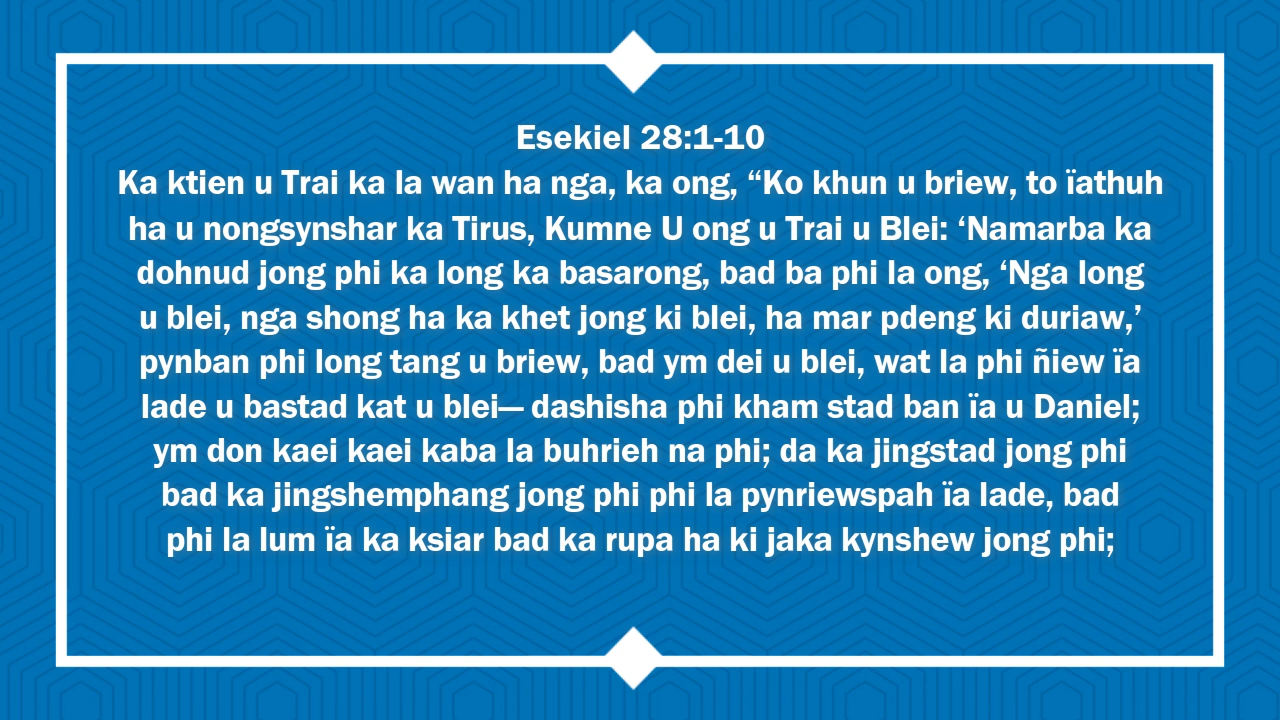 Esekiel 28:1-10
Ka ktien u Trai ka la wan ha nga, ka ong, “Ko khun u briew, to ïathuh
ha u nongsynshar ka Tirus, Kumne U ong u Trai u Blei: ‘Namarba ka
dohnud jong phi ka long ka basarong, bad ba phi la ong, ‘Nga long
u blei, nga shong ha ka khet jong ki blei, ha mar pdeng ki duriaw,’
pynban phi long tang u briew, bad ym dei u blei, wat la phi ñiew ïa
lade u bastad kat u blei— dashisha phi kham stad ban ïa u Daniel;
ym don kaei kaei kaba la buhrieh na phi; da ka jingstad jong phi
bad ka jingshemphang jong phi phi la pynriewspah ïa lade, bad
phi la lum ïa ka ksiar bad ka rupa ha ki jaka kynshew jong phi;